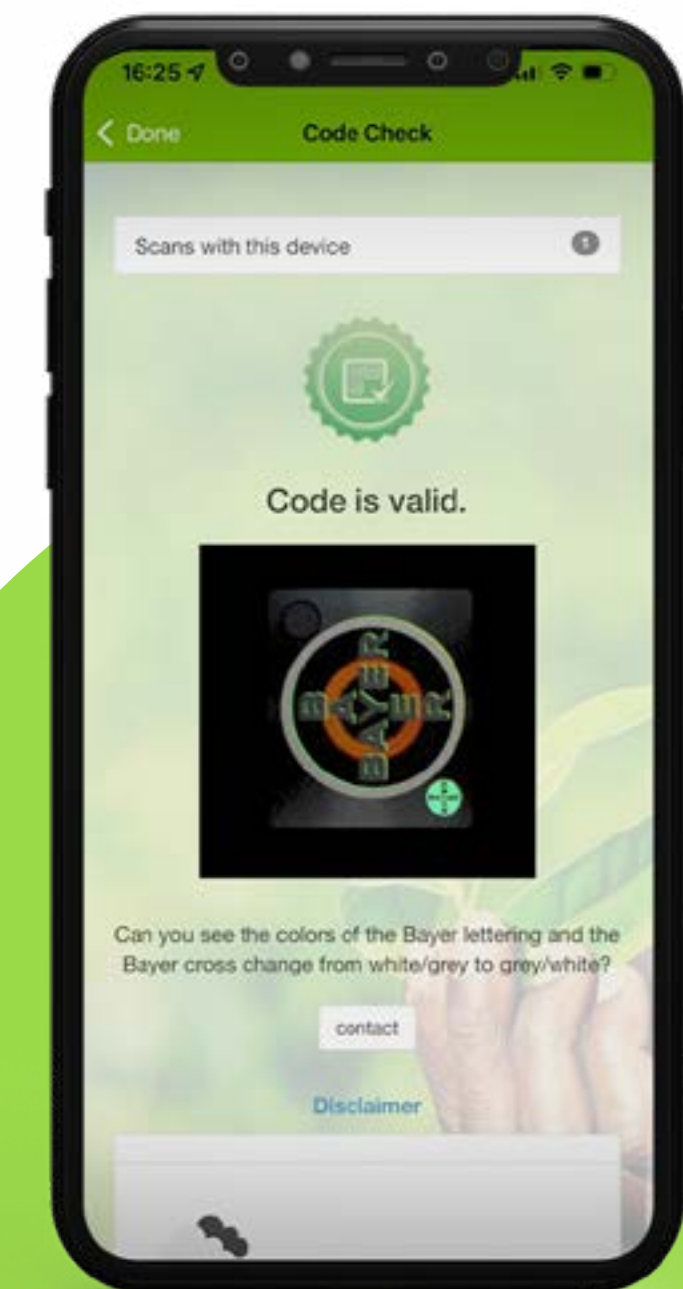 16:25
Done
Code Check
Scans with this device
Code is valid.
BAYER
BAYER
Can you see the colors of the Bayer lettering and the
Bayer cross change from white/grey to grey/white?
contact
Disclaimer